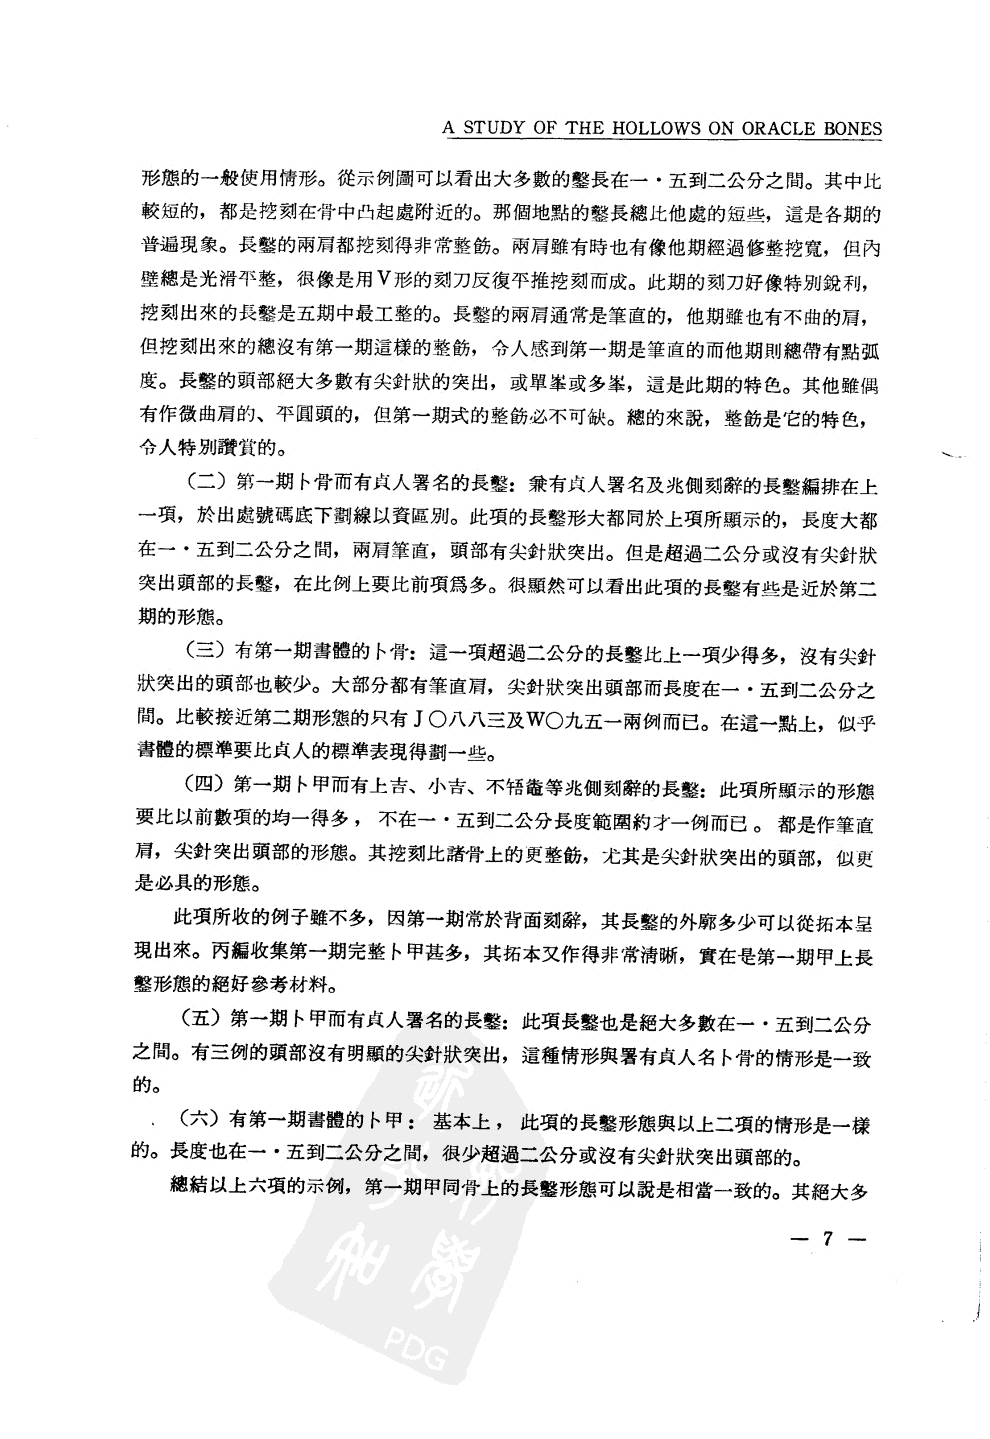 A STUDY OF THE HOLLOWS ON ORACLE BONES
形態的一般使用情形。從示例圖可以看出大多數的鑿長在一・五到二公分之間。其中比
較短的，都是挖刻在骨中凸起處附近的。那個地點的鑿長總比他處的短些，這是各期的
普遍現象。長鑿的兩肩都挖刻得非常整飭。兩肩雖有時也有像他期經過修整挖寬，但內
壁總是光滑平整，很像是用V形的刻刀反復平推挖刻而成。此期的刻刀好像特別銳利，
挖刻出來的長鑿是五期中最工整的。長鑿的兩肩通常是筆直的，他期雖也有不曲的肩，
但挖刻出來的總沒有第一期這樣的整飭，令人感到第一期是筆直的而他期則總帶有點弧
度。長鑿的頭部絕大多數有尖針狀的突出，或單峯或多峯，這是此期的特色。其他雖偶
有作微曲肩的、平圓頭的，但第一期式的整飭必不可缺。總的來說，整飭是它的特色，
令人特別讚賞的。
（二）第一期卜骨而有貞人署名的長鑿：兼有貞人署名及兆側刻辭的長鑿編排在上
一項，於出處號碼底下劃線以資區別。此項的長鑿形大都同於上項所顯示的，長度大都
在一・五到二公分之間，兩肩筆直，頭部有尖針狀突出。但是超過二公分或沒有尖針狀
突出頭部的長鑿，在比例上要比前項爲多。很顯然可以看出此項的長鑿有些是近於第二
期的形態。
（三）有第一期書體的卜骨：這一項超過二公分的長鑿比上一項少得多，沒有尖針
狀突出的頭部也較少。大部分都有筆直肩，尖針狀突出頭部而長度在一・五到二公分之
間。比較接近第二期形態的只有J〇八八三及W〇九五一兩例而已。在這一點上，似乎
書體的標準要比貞人的標準表現得劃一些。
（四）第一期卜甲而有上吉、小吉、不啎黿等兆側刻辭的長鑿：此項所顯示的形態
要比以前數項的均一得多，不在一・五到二公分長度範圍約才一例而已。都是作筆直
肩，尖針突出頭部的形態。其挖刻比諸骨上的更整飭，尤其是尖針狀突出的頭部，似更
是必具的形態。
此項所收的例子雖不多，因第一期常於背面刻辭，其長鑿的外廓多少可以從拓本呈
現出來。丙編收集第一期完整卜甲甚多，其拓本又作得非常清晰，實在是第一期甲上長
鑿形態的絕好參考材料。
（五）第一期卜甲而有貞人署名的長鑿：此項長鑿也是絕大多數在一・五到二公分
之間。有三例的頭部沒有明顯的尖針狀突出，這種情形與署有貞人名卜骨的情形是一致
的。
（六）有第一期書體的卜甲：基本上，此項的長鑿形態與以上二項的情形是一樣
的。長度也在一・五到二公分之間，很少超過二公分或沒有尖針狀突出頭部的。
總結以上六項的示例，第一期甲同骨上的長鑿形態可以說是相當一致的。其絕大多
— 7 —
PDG